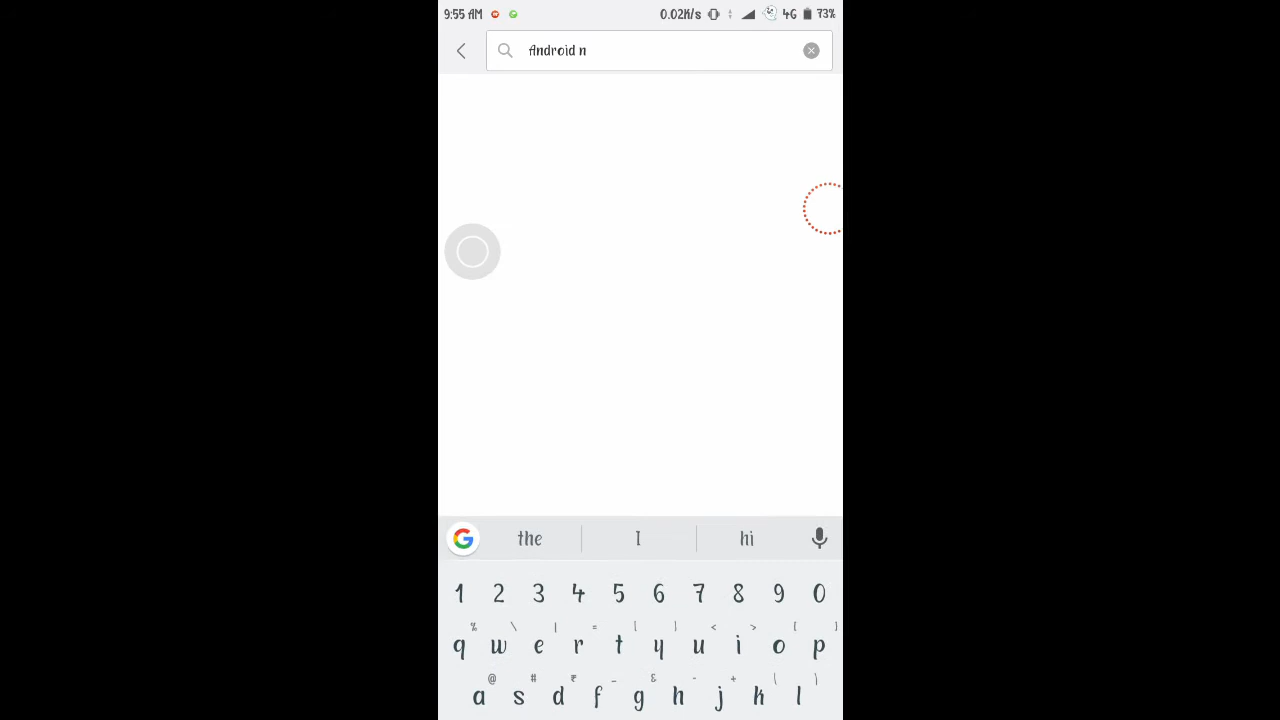 9:55 AM 0.02K/s 4G 73%
Android n
G the I hi
1 2 3 4 5 6 7 8 9 0
% \ | = [ ] < > { }
q w e r t y u i o p
@ # ₹ _ & - + ( )
a s d f g h j k l